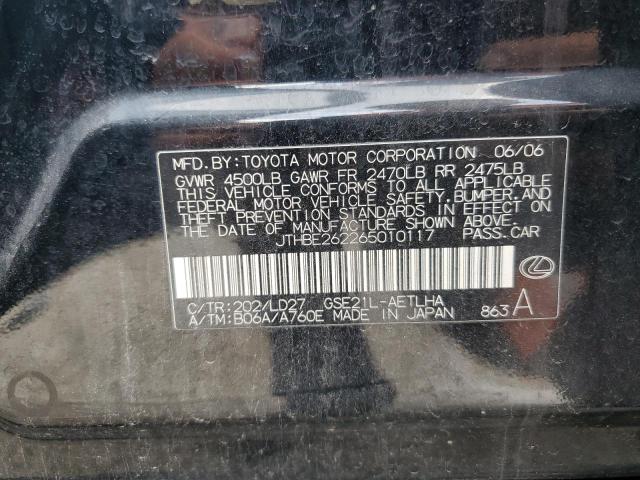 MFD. BY: TOYOTA MOTOR CORPORATION 06/06
GVWR 4500LB GAWR FR 2470LB RR 2475LB
THIS VEHICLE CONFORMS TO ALL APPLICABLE
FEDERAL MOTOR VEHICLE SAFETY, BUMPER, AND
THEFT PREVENTION STANDARDS IN EFFECT ON
THE DATE OF MANUFACTURE SHOWN ABOVE.
JTHBE262265010117 PASS. CAR
C/TR: 202/LD27 GSE21L-AETLHA
A/TM: B06A/A760E MADE IN JAPAN 863 A